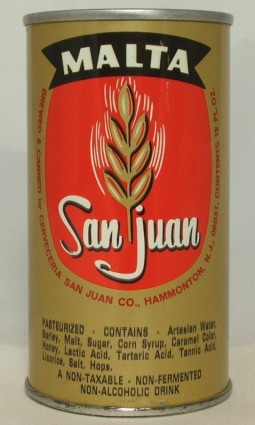 MALTA
San Juan
BREWED & CANNED by CERVECERIA SAN JUAN CO., HAMMONTON, N.J., 08037. CONTENTS 12 FL. OZ.
PASTEURIZED - CONTAINS - Artesian Water,
Barley, Malt, Sugar, Corn Syrup, Caramel Color,
Honey, Lactic Acid, Tartaric Acid, Tannic Acid,
Licorice, Salt, Hops.
A NON-TAXABLE - NON-FERMENTED
NON-ALCOHOLIC DRINK